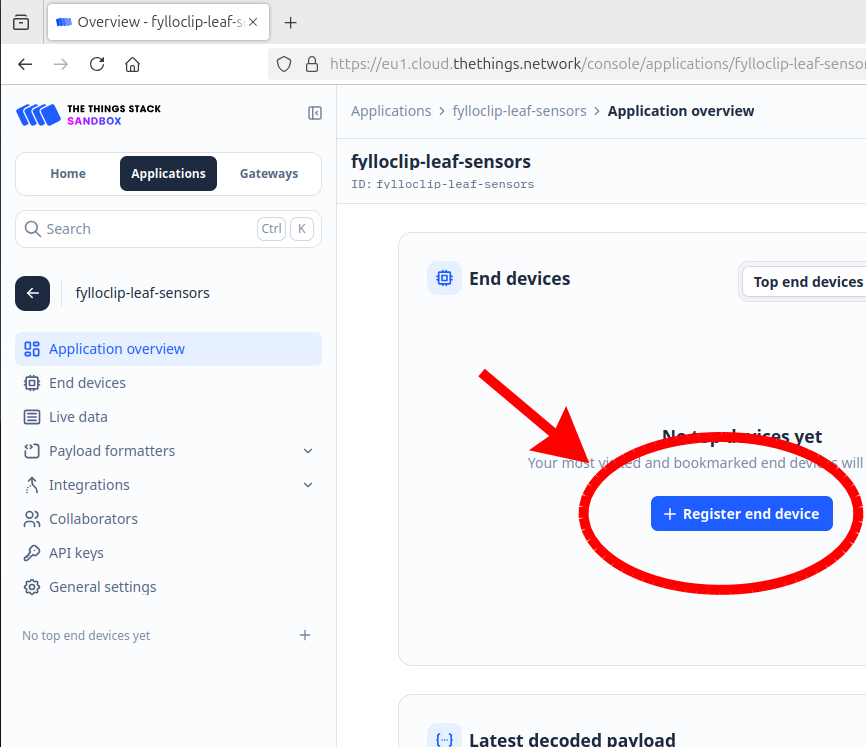 Overview - fylloclip-leaf-s
https://eu1.cloud.thethings.network/console/applications/fylloclip-leaf-sensor
THE THINGS STACK
SANDBOX
Applications > fylloclip-leaf-sensors > Application overview
Home Applications Gateways
fylloclip-leaf-sensors
ID: fylloclip-leaf-sensors
Search Ctrl K
fylloclip-leaf-sensors
Application overview
End devices
Live data
Payload formatters
Integrations
Collaborators
API keys
General settings
No top end devices yet
End devices
Top end devices
No top devices yet
Your most visited and bookmarked end devices will
+ Register end device
Latest decoded payload